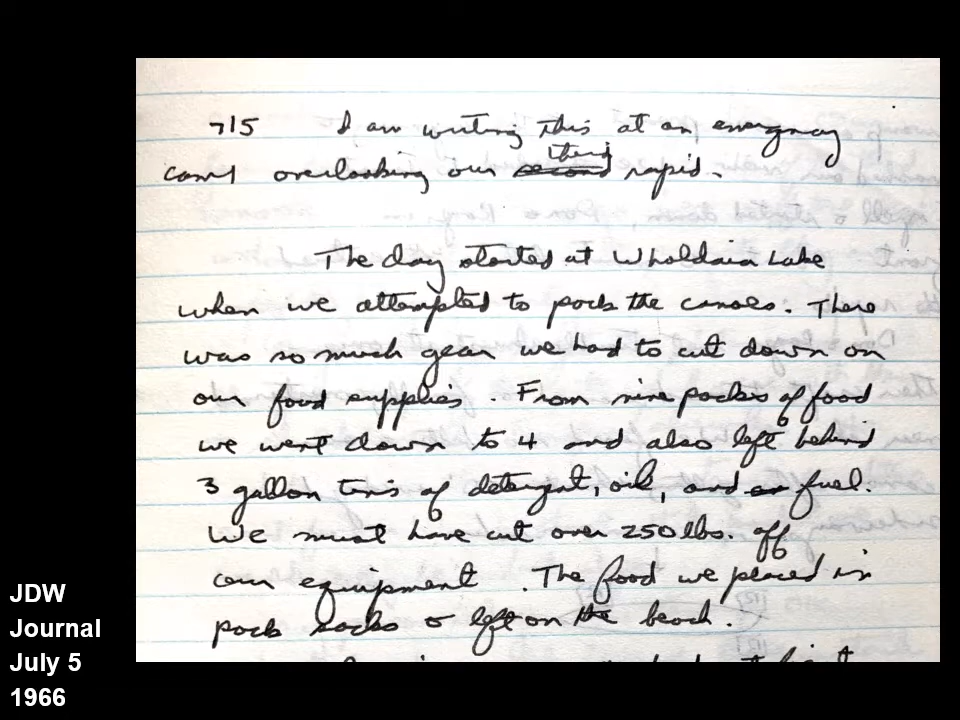 715 I am writing this at an emergency
camp overlooking our second third rapid.
The day started at Wholdaia Lake
when we attempted to pack the canoes. There
was so much gear we had to cut down on
our food supplies. From nine packs of food
we went down to 4 and also left behind
3 gallon tins of detergent, oil, and or fuel.
We must have cut over 250 lbs. off
our equipment. The food we placed in
pack sacks & left on the beach.
JDW
Journal
July 5
1966